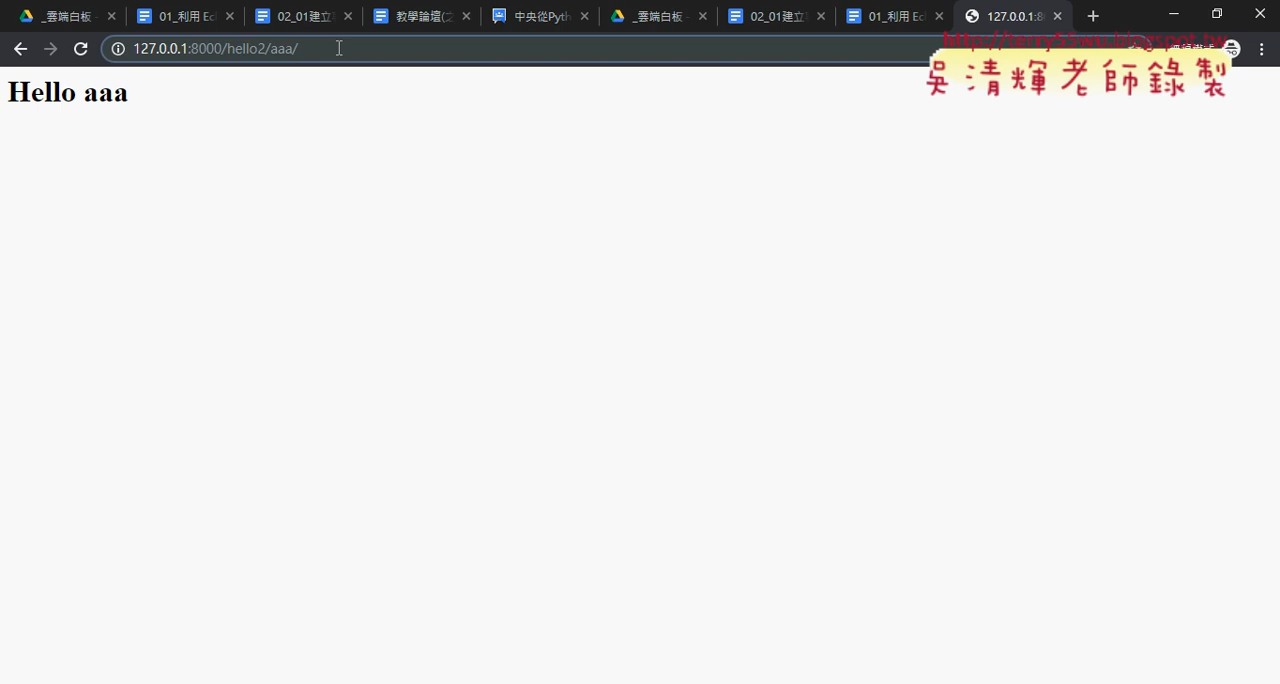 _雲端白板 -
01_利用 Ecl
02_01建立
教學論壇(之
中央從Pyth
_雲端白板 -
02_01建立
01_利用 Ecl
127.0.0.1:8
127.0.0.1:8000/hello2/aaa/
http://terry55wu.blogspot.tw
吳清輝老師錄製
Hello aaa